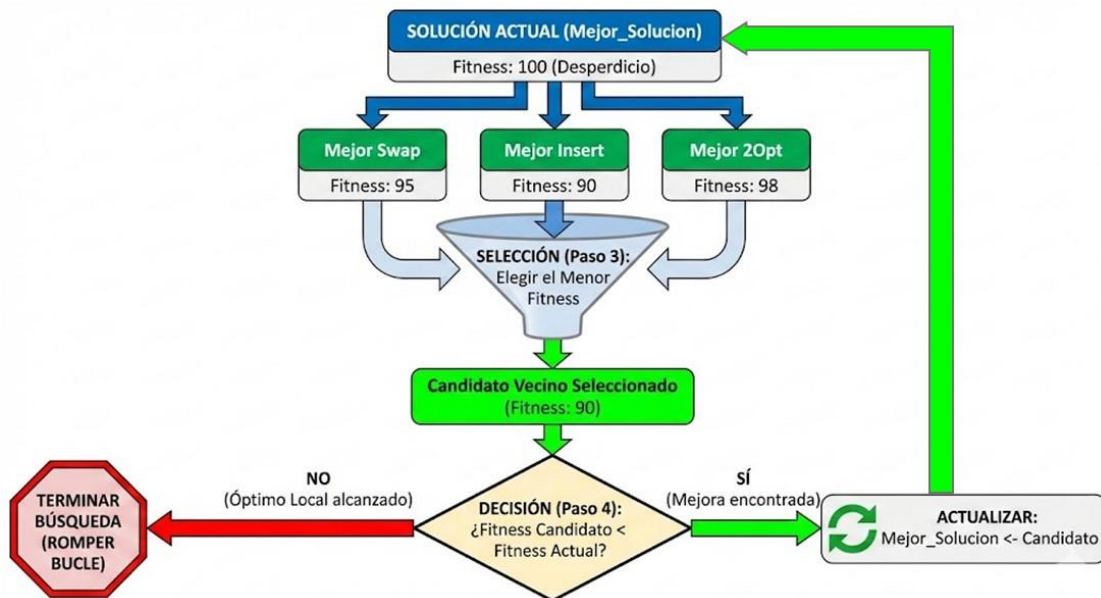 SOLUCIÓN ACTUAL (Mejor_Solucion)
Fitness: 100 (Desperdicio)
Mejor Swap
Fitness: 95
Mejor Insert
Fitness: 90
Mejor 2Opt
Fitness: 98
SELECCIÓN (Paso 3):
Elegir el Menor
Fitness
Candidato Vecino Seleccionado
(Fitness: 90)
NO
(Óptimo Local alcanzado)
SÍ
(Mejora encontrada)
TERMINAR
BÚSQUEDA
(ROMPER
BUCLE)
DECISIÓN (Paso 4):
¿Fitness Candidato <
Fitness Actual?
ACTUALIZAR:
Mejor_Solucion <- Candidato